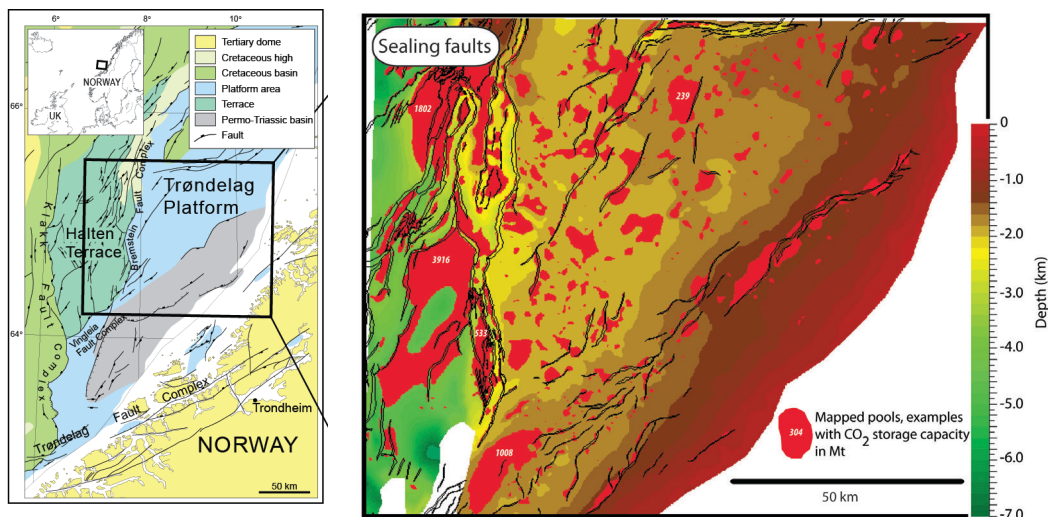 8
10
Tertiary dome
Cretaceous high
Cretaceous basin
Platform area
Terrace
Permo-Triassic basin
Fault
NORWAY
UK
66
64
Trøndelag
Platform
Halten
Terrace
Bremstein Fault Complex
Klakk Fault Complex
Vingleia
Fault Complex
Trøndelag Fault Complex
Trondheim
NORWAY
50 km
Sealing faults
1802
239
3916
533
1008
304
Mapped pools, examples
with CO2 storage capacity
in Mt
50 km
0
-1.0
-2.0
-3.0
-4.0
-5.0
-6.0
-7.0
Depth (km)